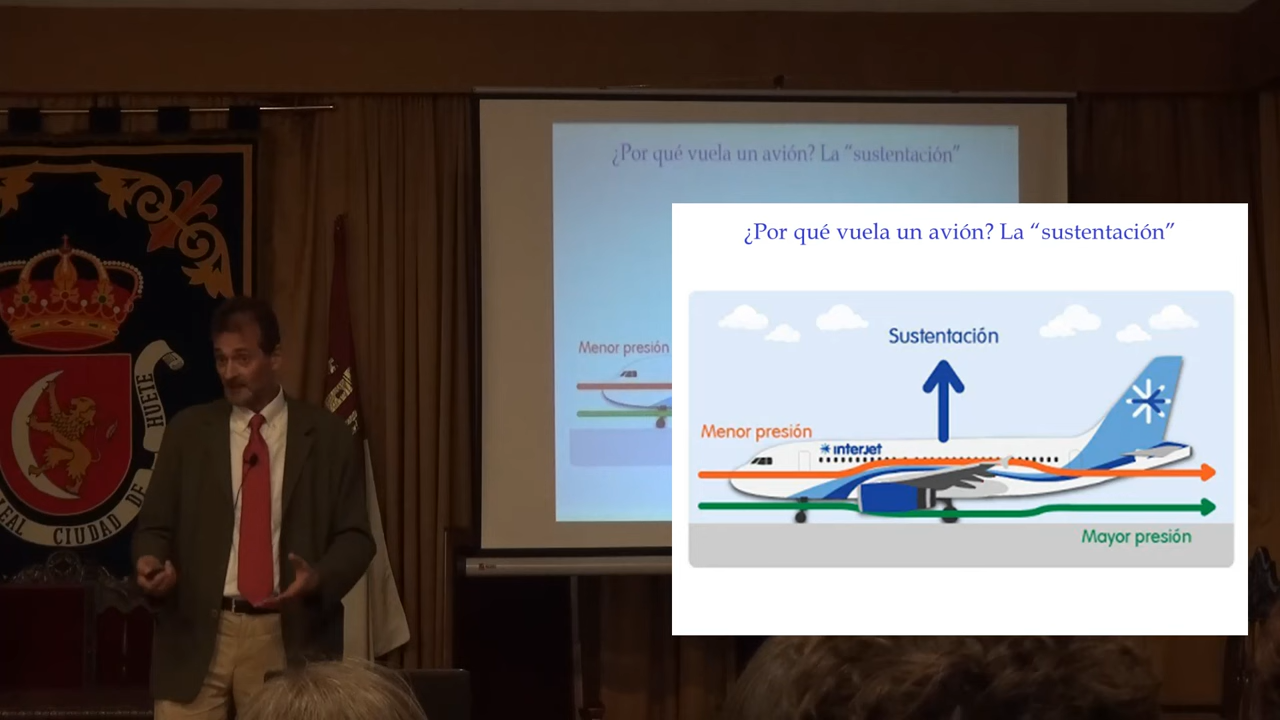 ¿Por qué vuela un avión? La “sustentación”
Menor presión
¿Por qué vuela un avión? La “sustentación”
Sustentación
Menor presión
interjet
Mayor presión
HUETE
REAL CIUDAD DE